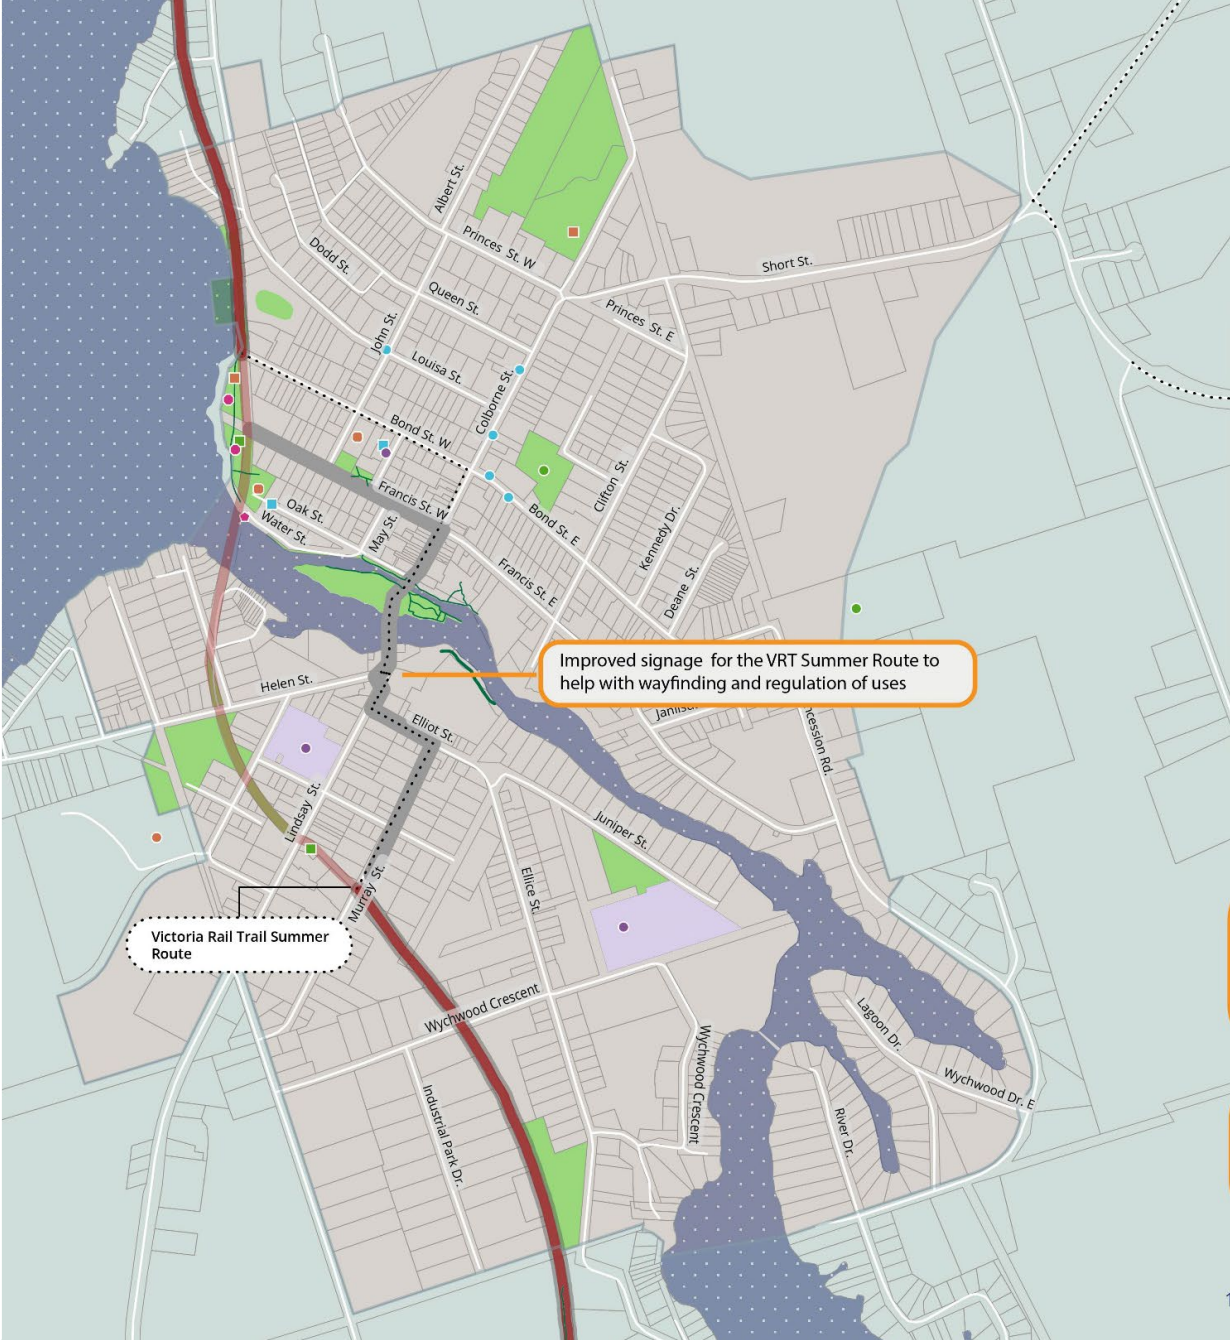 Albert St.
Princes St. W
Dodd St.
Short St.
Queen St.
Princes St. E
John St.
Louisa St.
Colborne St.
Bond St. W
Clifton St.
Francis St. W
Oak St.
Water St.
May St.
Bond St. E
Kennedy Dr.
Francis St. E
Deane St.
Improved signage for the VRT Summer Route to
help with wayfinding and regulation of uses
Helen St.
Elliot St.
Lindsay St.
Juniper St.
Murray St.
Ellice St.
Victoria Rail Trail Summer
Route
Wychwood Crescent
Lagoon Dr.
Wychwood Crescent
Wychwood Dr. E
Industrial Park Dr.
River Dr.